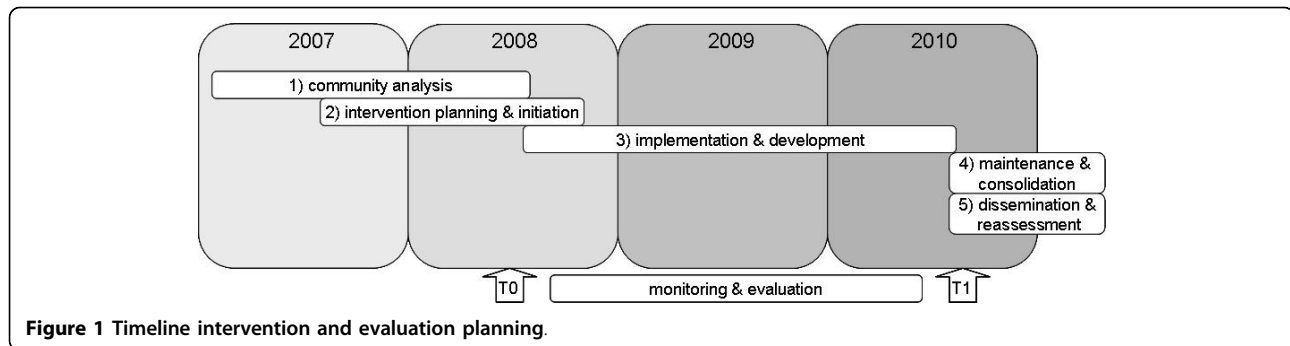 2007 2008 2009 2010
1) community analysis
2) intervention planning & initiation
3) implementation & development
4) maintenance &
consolidation
5) dissemination &
reassessment
T0 monitoring & evaluation T1
Figure 1 Timeline intervention and evaluation planning.